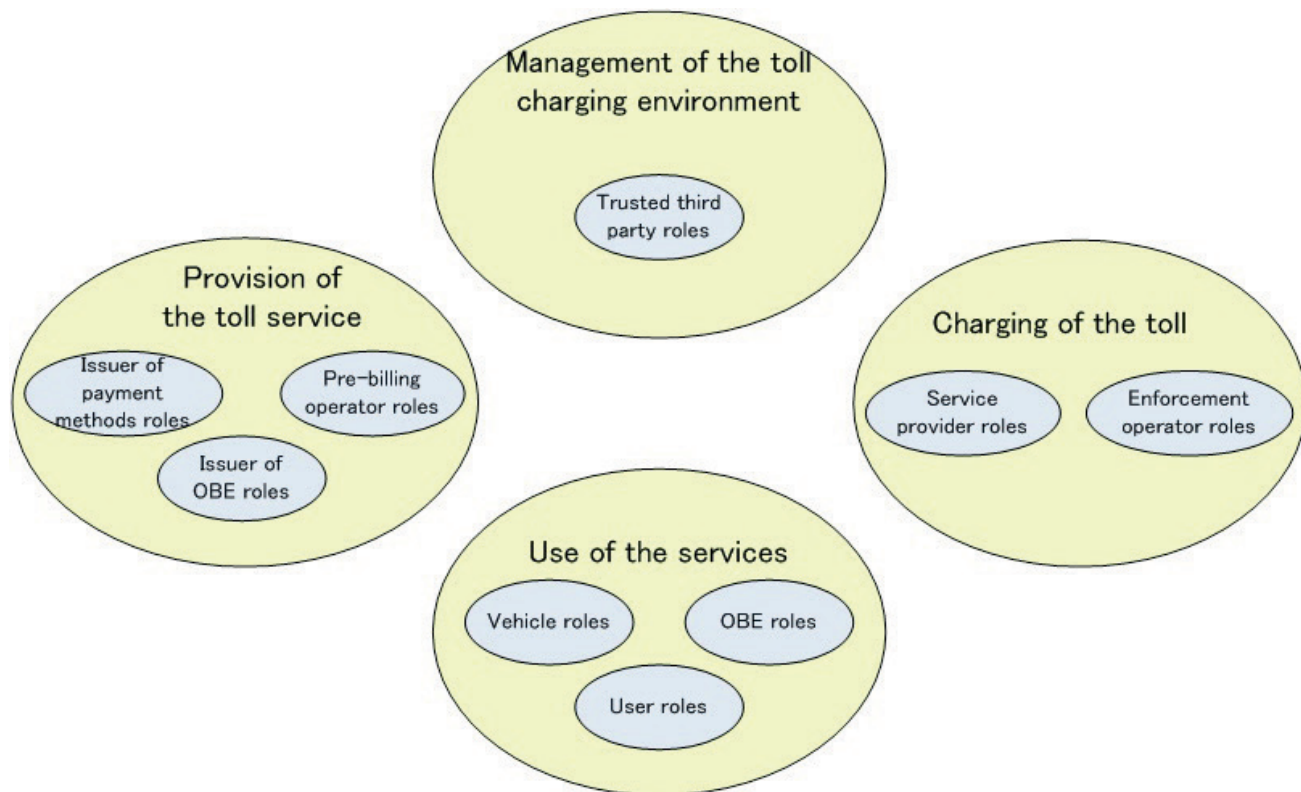 Management of the toll
charging environment
Trusted third
party roles
Provision of
the toll service
Issuer of
payment
methods roles
Pre-billing
operator roles
Issuer of
OBE roles
Charging of the toll
Service
provider roles
Enforcement
operator roles
Use of the services
Vehicle roles
OBE roles
User roles